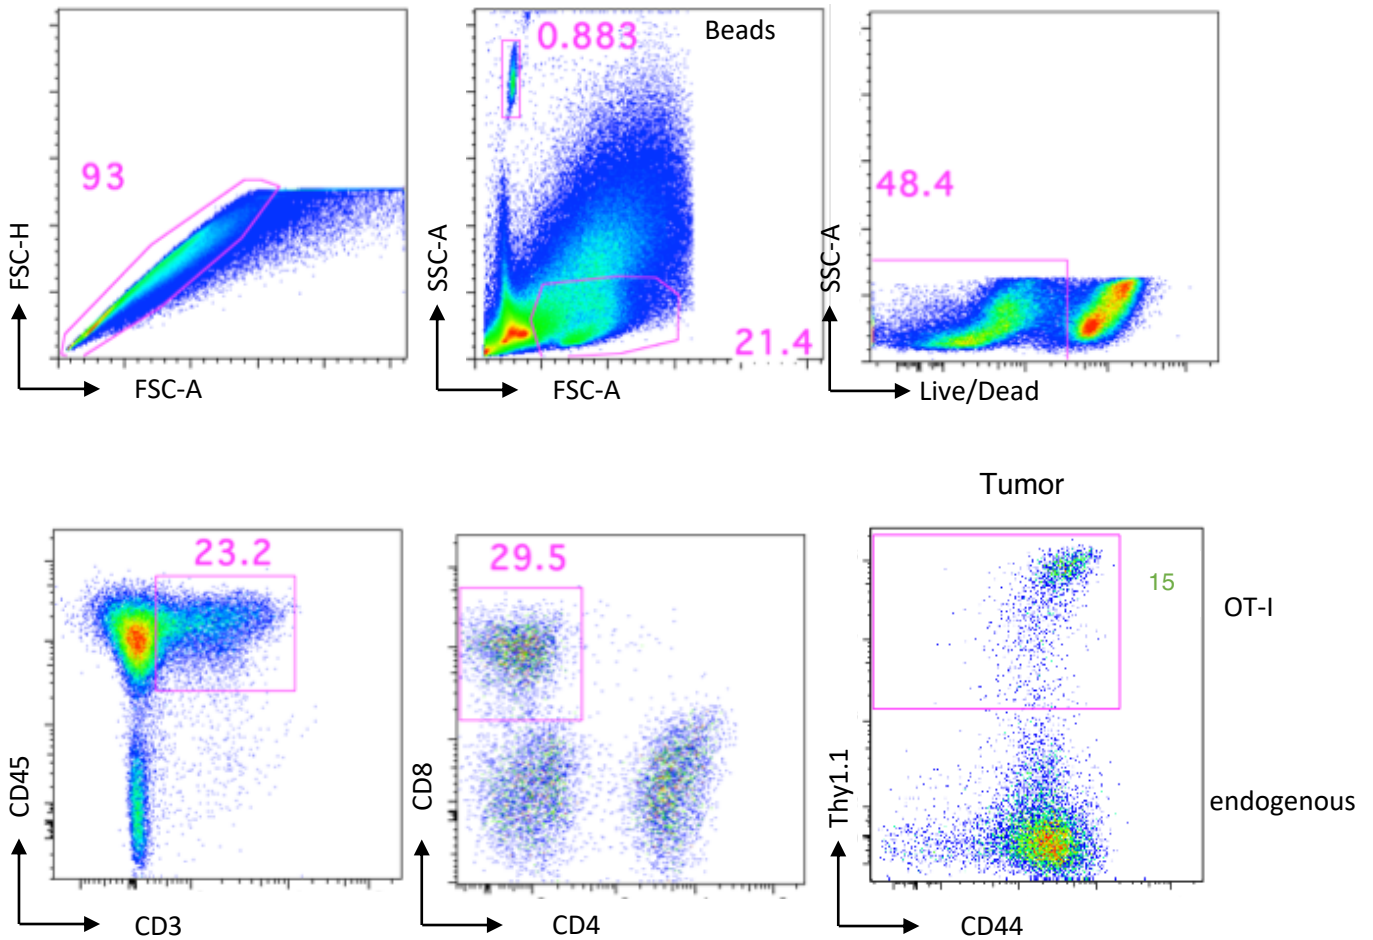 93
FSC-H
FSC-A
0.883
Beads
SSC-A
21.4
FSC-A
48.4
SSC-A
Live/Dead
23.2
CD45
CD3
29.5
CD8
CD4
Tumor
15
OT-I
Thy1.1
endogenous
CD44